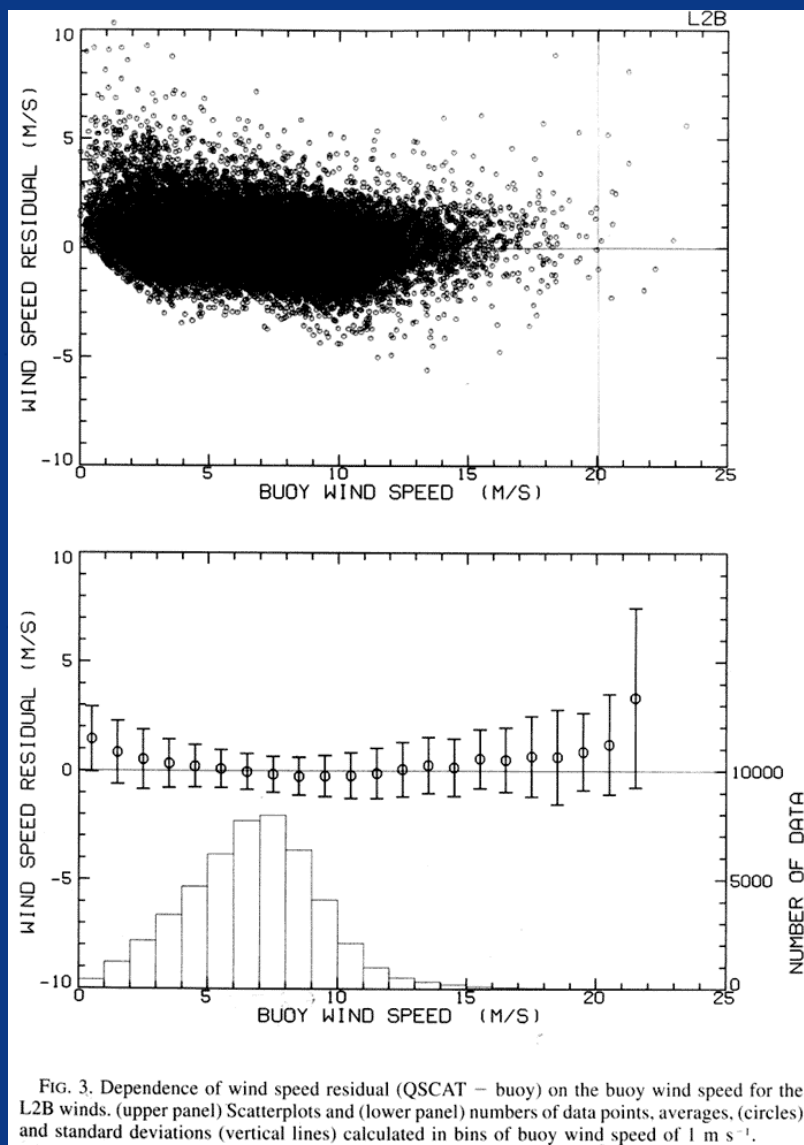 L2B
10
5
0
-5
-10
WIND SPEED RESIDUAL (M/S)
0 5 10 15 20 25
BUOY WIND SPEED (M/S)
10
5
0
-5
-10
WIND SPEED RESIDUAL (M/S)
10000
5000
0
NUMBER OF DATA
0 5 10 15 20 25
BUOY WIND SPEED (M/S)
FIG. 3. Dependence of wind speed residual (QSCAT − buoy) on the buoy wind speed for the
L2B winds. (upper panel) Scatterplots and (lower panel) numbers of data points, averages, (circles)
and standard deviations (vertical lines) calculated in bins of buoy wind speed of 1 m s⁻¹.